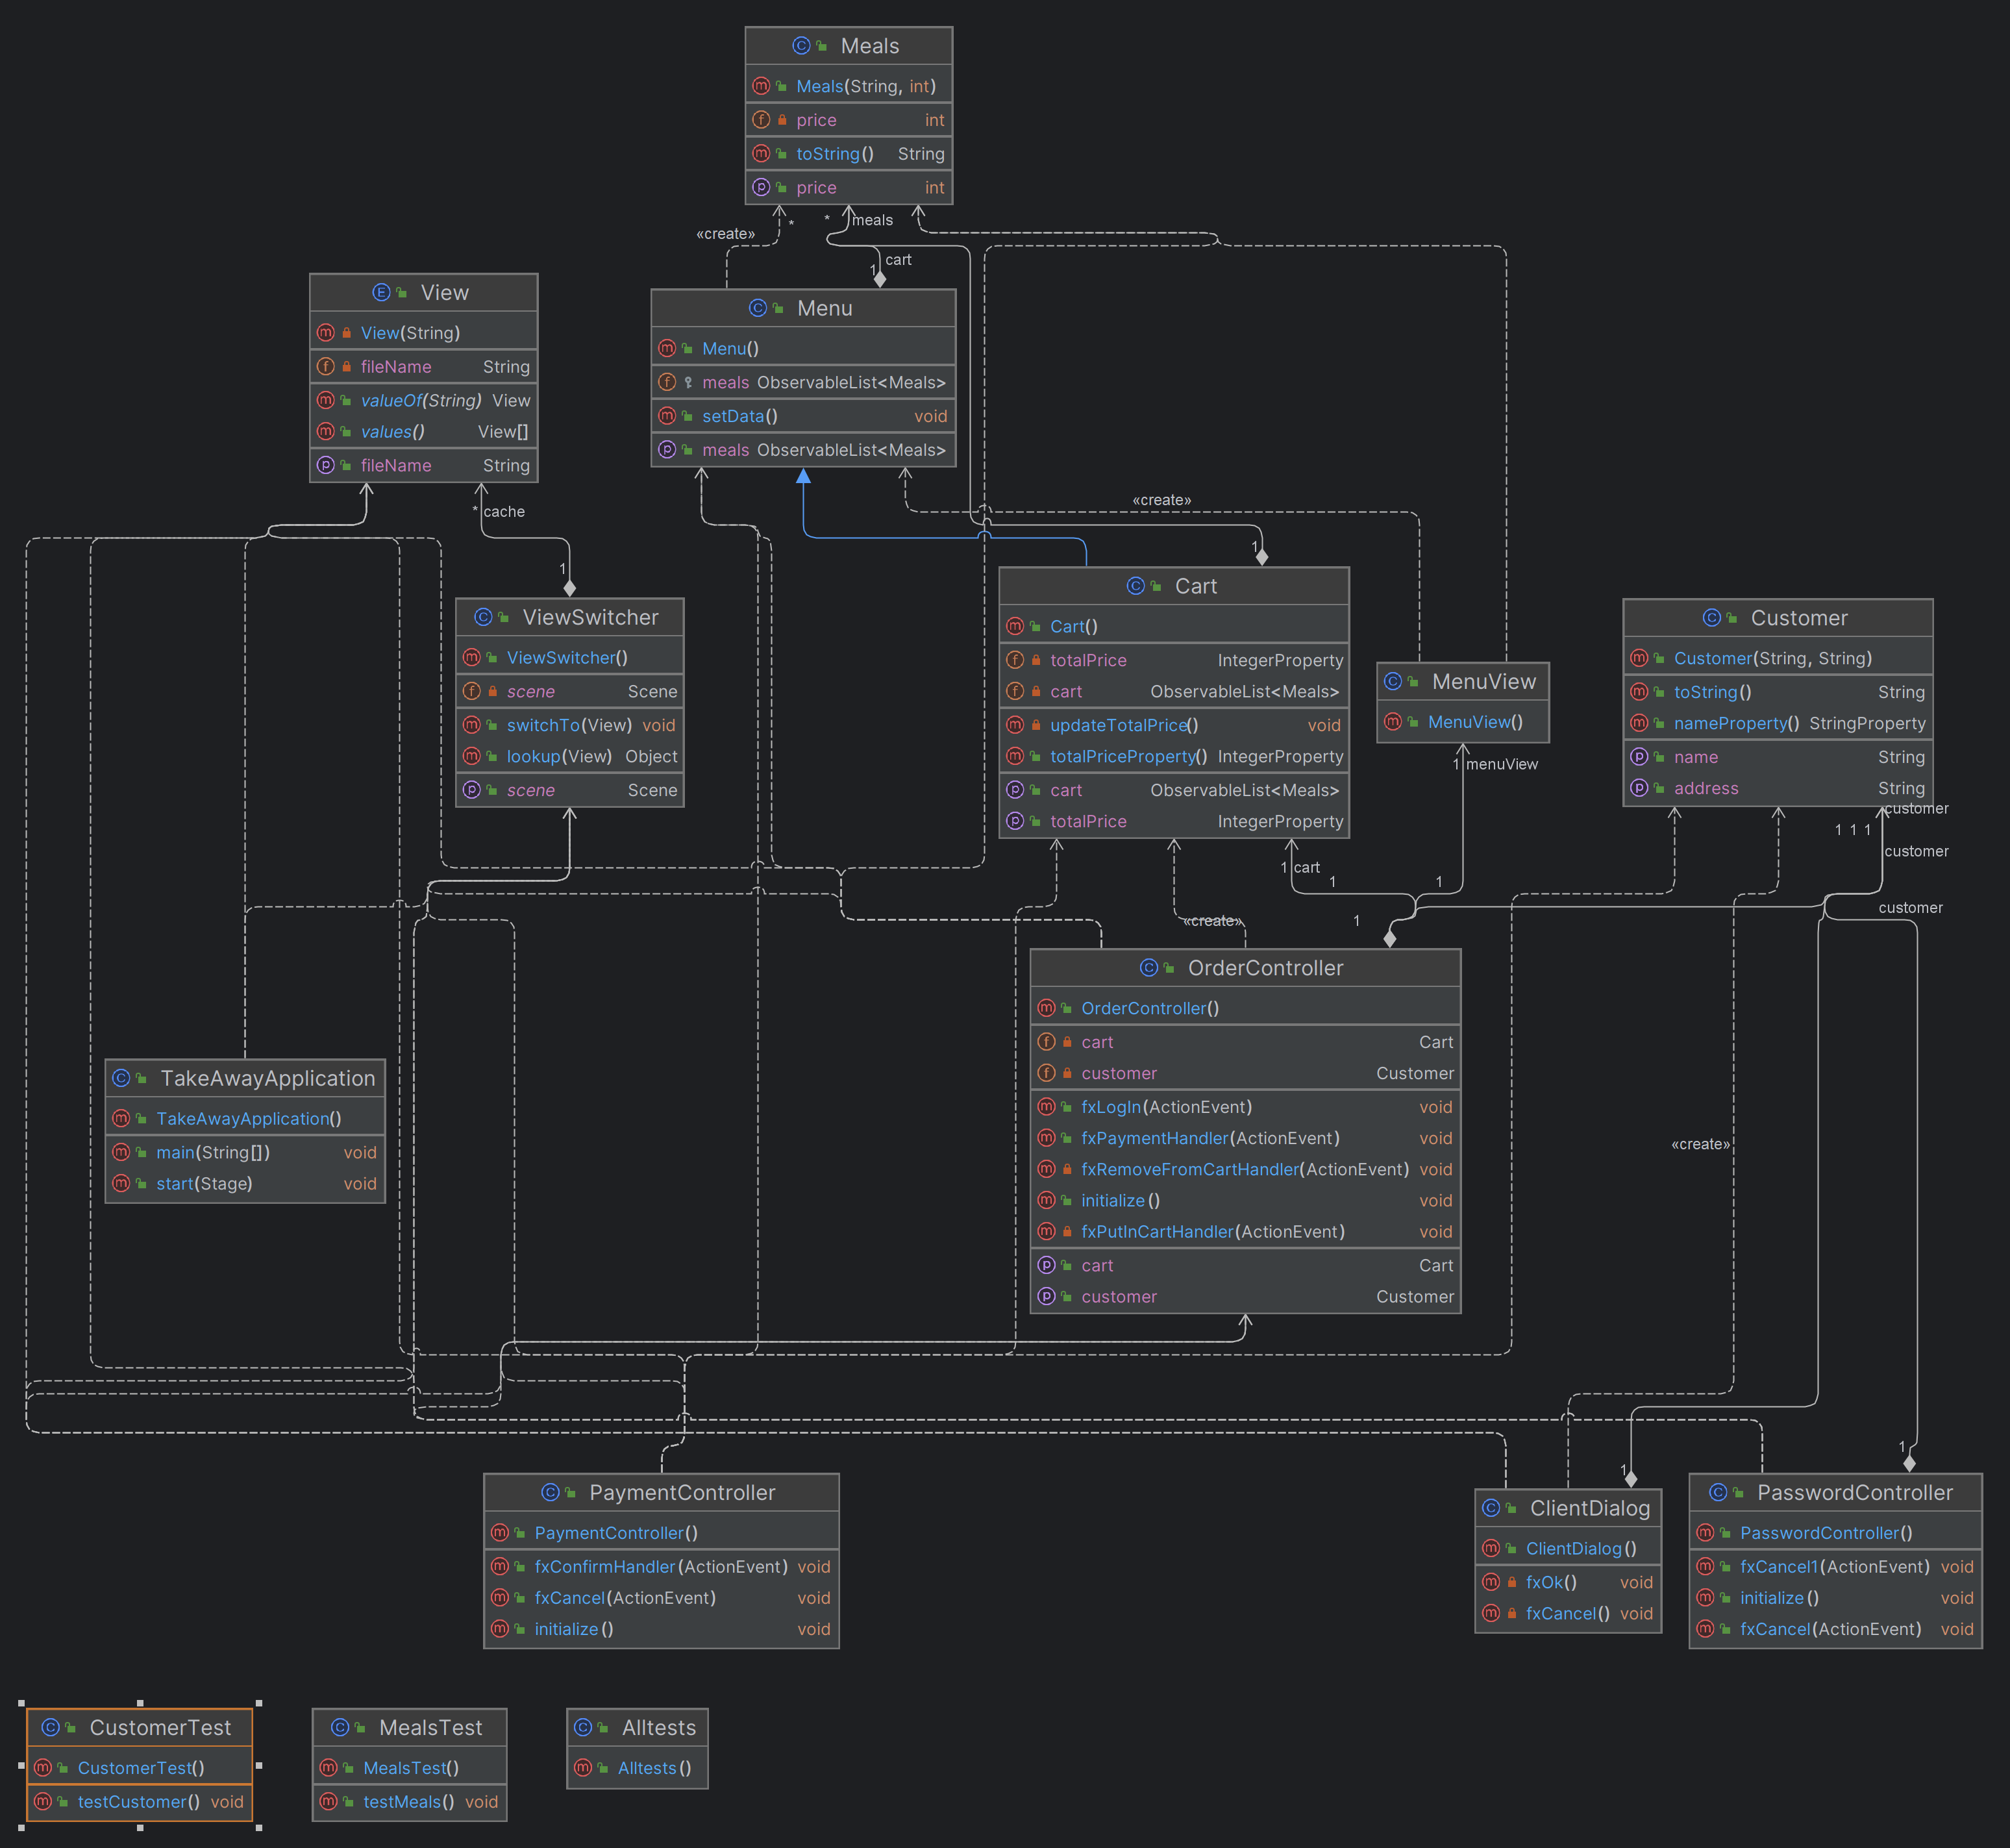 Meals
Meals(String, int)
price int
toString() String
price int
* * meals
«create»
cart
1
View
View(String)
fileName String
valueOf(String) View
values() View[]
fileName String
Menu
Menu()
meals ObservableList<Meals>
setData() void
meals ObservableList<Meals>
«create»
* cache
1
1
ViewSwitcher
ViewSwitcher()
scene Scene
switchTo(View) void
lookup(View) Object
scene Scene
Cart
Cart()
totalPrice IntegerProperty
cart ObservableList<Meals>
updateTotalPrice() void
totalPriceProperty() IntegerProperty
cart ObservableList<Meals>
totalPrice IntegerProperty
MenuView
MenuView()
1 menuView
Customer
Customer(String, String)
toString() String
nameProperty() StringProperty
name String
address String
customer
1 1 1
customer
1 cart
1 1
customer
«create» 1
OrderController
OrderController()
cart Cart
customer Customer
fxLogIn(ActionEvent) void
fxPaymentHandler(ActionEvent) void
fxRemoveFromCartHandler(ActionEvent) void
initialize() void
fxPutInCartHandler(ActionEvent) void
cart Cart
customer Customer
TakeAwayApplication
TakeAwayApplication()
main(String[]) void
start(Stage) void
«create»
1
1
PaymentController
PaymentController()
fxConfirmHandler(ActionEvent) void
fxCancel(ActionEvent) void
initialize() void
ClientDialog
ClientDialog()
fxOk() void
fxCancel() void
PasswordController
PasswordController()
fxCancel1(ActionEvent) void
initialize() void
fxCancel(ActionEvent) void
CustomerTest
CustomerTest()
testCustomer() void
MealsTest
MealsTest()
testMeals() void
Alltests
Alltests()